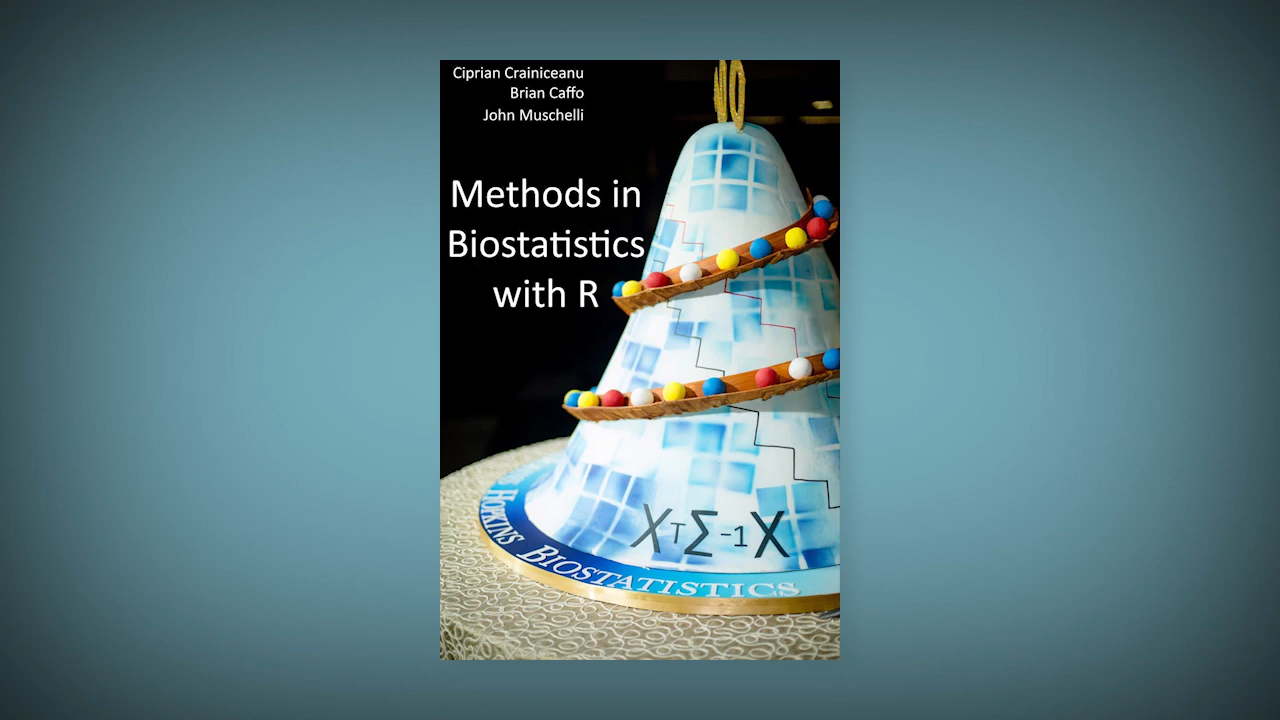 Ciprian Crainiceanu
Brian Caffo
John Muschelli
Methods in
Biostatistics
with R
XTΣ-1X
HOPKINS BIOSTATISTICS